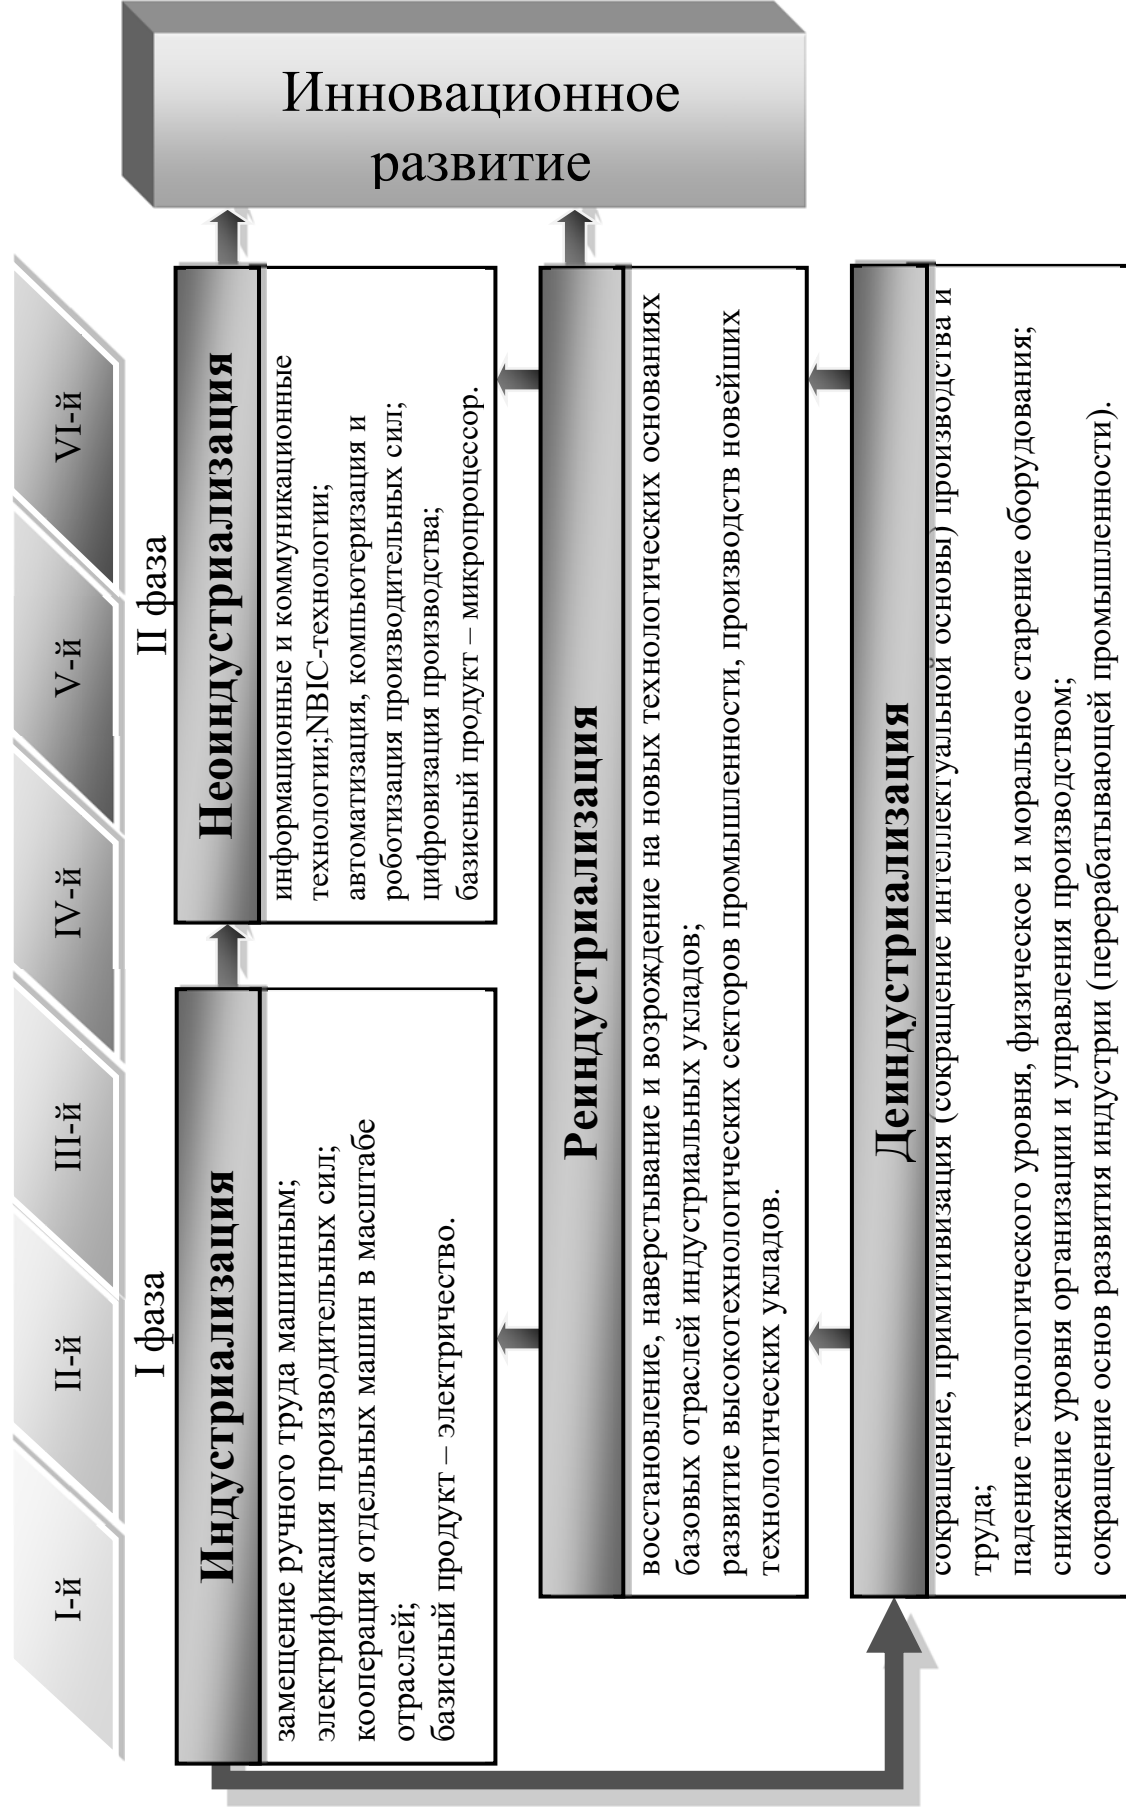 I-й
II-й
III-й
IV-й
V-й
VI-й
I фаза
II фаза
Индустриализация
замещение ручного труда машинным;
электрификация производительных сил;
кооперация отдельных машин в масштабе
отраслей;
базисный продукт – электричество.
Неоиндустриализация
информационные и коммуникационные
технологии;NBIC-технологии;
автоматизация, компьютеризация и
роботизация производительных сил;
цифровизация производства;
базисный продукт – микропроцессор.
Инновационное
развитие
Реиндустриализация
восстановление, наверстывание и возрождение на новых технологических основаниях
базовых отраслей индустриальных укладов;
развитие высокотехнологических секторов промышленности, производств новейших
технологических укладов.
Деиндустриализация
сокращение, примитивизация (сокращение интеллектуальной основы) производства и
труда;
падение технологического уровня, физическое и моральное старение оборудования;
снижение уровня организации и управления производством;
сокращение основ развития индустрии (перерабатывающей промышленности).